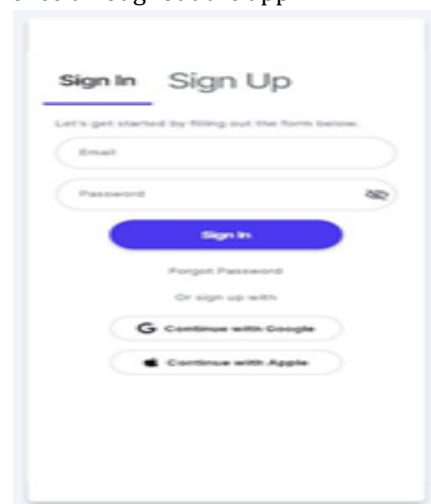 Sign In Sign Up
Let's get started by filling out the form below.
Email
Password
Sign In
Forgot Password
Or sign up with
G Continue with Google
Continue with Apple